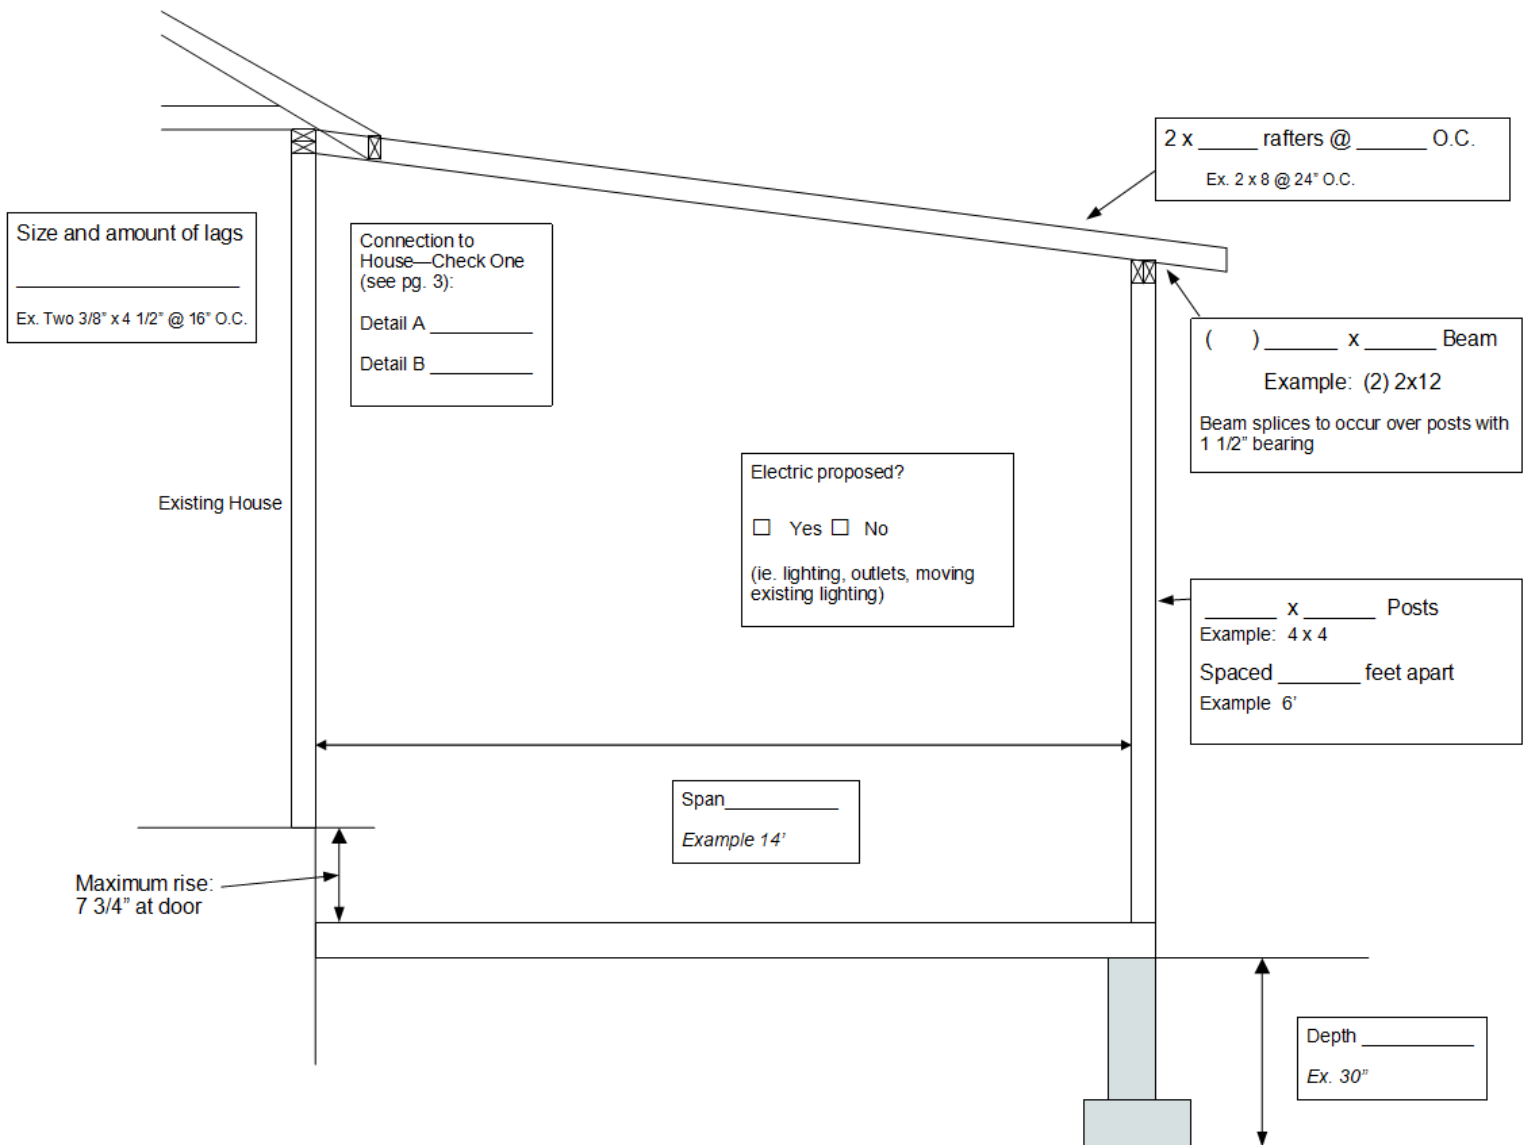 2 x _____ rafters @ ______ O.C.
Ex. 2 x 8 @ 24” O.C.
Size and amount of lags
____________________
Ex. Two 3/8” x 4 1/2” @ 16” O.C.
Connection to
House—Check One
(see pg. 3):
Detail A __________
Detail B __________
(    ) ______ x ______ Beam
Example: (2) 2x12
Beam splices to occur over posts with
1 1/2” bearing
Electric proposed?
☐ Yes ☐ No
(ie. lighting, outlets, moving
existing lighting)
Existing House
______ x ______ Posts
Example: 4 x 4
Spaced _______ feet apart
Example 6’
Span___________
Example 14’
Maximum rise:
7 3/4” at door
Depth ___________
Ex. 30”